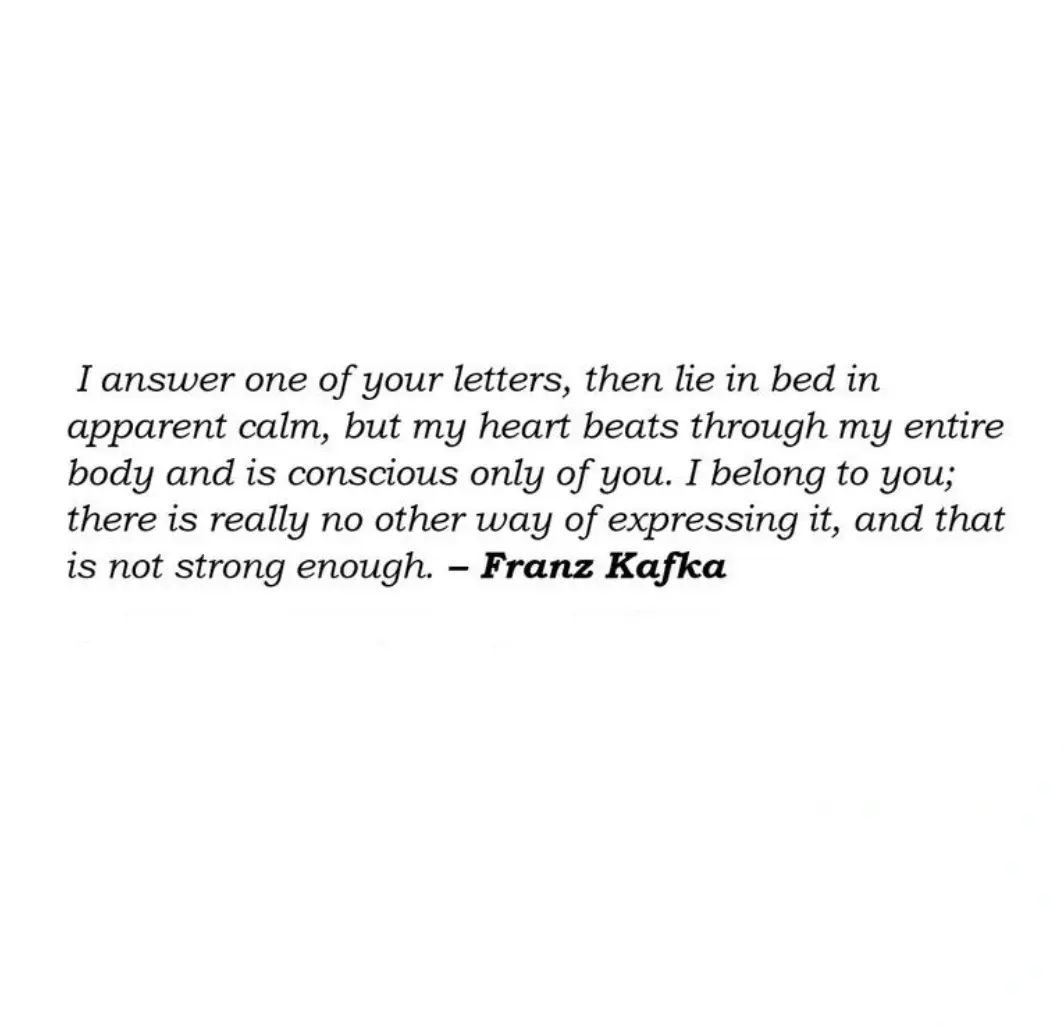 I answer one of your letters, then lie in bed in
apparent calm, but my heart beats through my entire
body and is conscious only of you. I belong to you;
there is really no other way of expressing it, and that
is not strong enough. – Franz Kafka